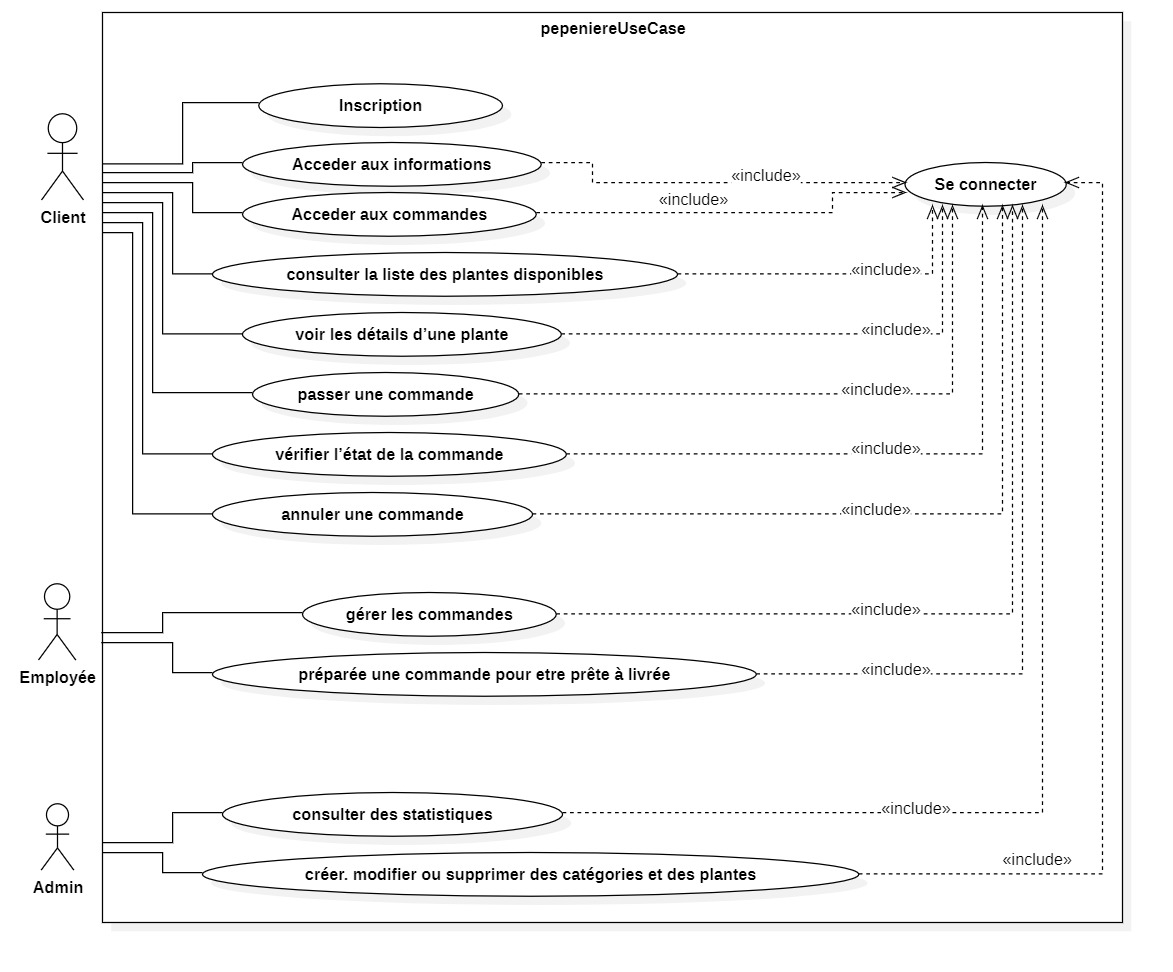 pepeniereUseCase
Inscription
Acceder aux informations
«include»
Se connecter
Client
Acceder aux commandes
«include»
consulter la liste des plantes disponibles
«include»
voir les détails d’une plante
«include»
passer une commande
«include»
vérifier l’état de la commande
«include»
annuler une commande
«include»
gérer les commandes
«include»
Employée
préparée une commande pour etre prête à livrée
«include»
consulter des statistiques
«include»
Admin
créer. modifier ou supprimer des catégories et des plantes
«include»